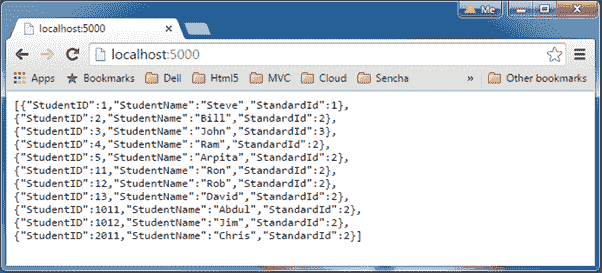 Me
localhost:5000
localhost:5000
Apps Bookmarks Dell Html5 MVC Cloud Sencha » Other bookmarks
[{"StudentID":1,"StudentName":"Steve","StandardId":1},
{"StudentID":2,"StudentName":"Bill","StandardId":2},
{"StudentID":3,"StudentName":"John","StandardId":3},
{"StudentID":4,"StudentName":"Ram","StandardId":2},
{"StudentID":5,"StudentName":"Arpita","StandardId":2},
{"StudentID":11,"StudentName":"Ron","StandardId":2},
{"StudentID":12,"StudentName":"Rob","StandardId":2},
{"StudentID":13,"StudentName":"David","StandardId":2},
{"StudentID":1011,"StudentName":"Abdul","StandardId":2},
{"StudentID":1012,"StudentName":"Jim","StandardId":2},
{"StudentID":2011,"StudentName":"Chris","StandardId":2}]